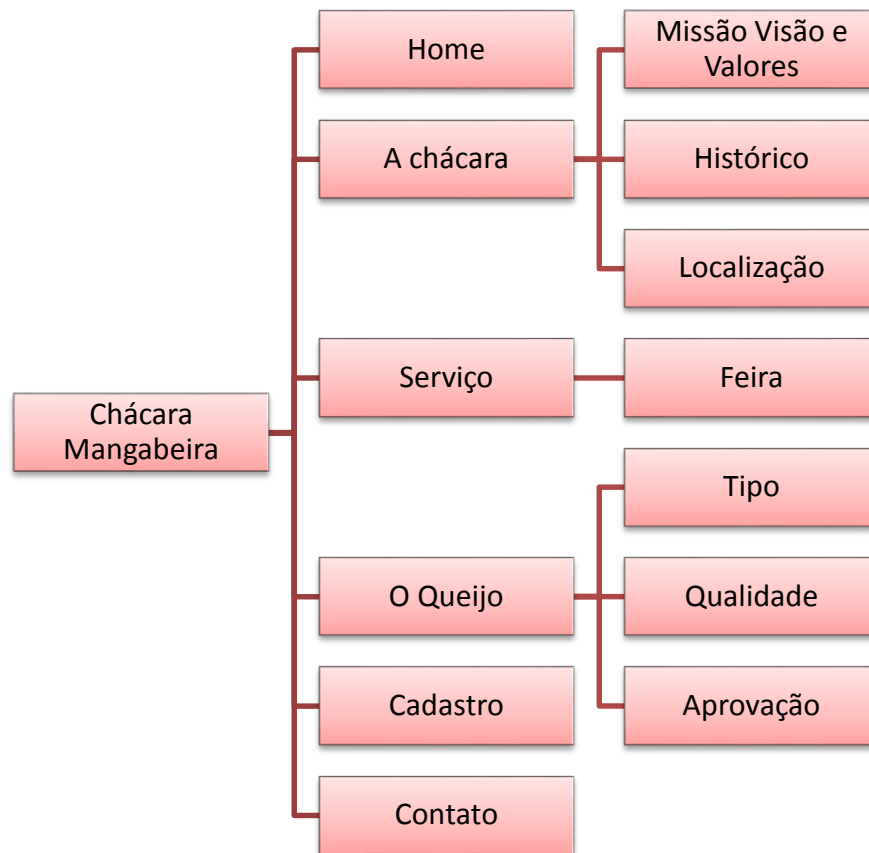 Chácara
Mangabeira
Home
A chácara
Missão Visão e
Valores
Histórico
Localização
Serviço
Feira
O Queijo
Tipo
Qualidade
Aprovação
Cadastro
Contato